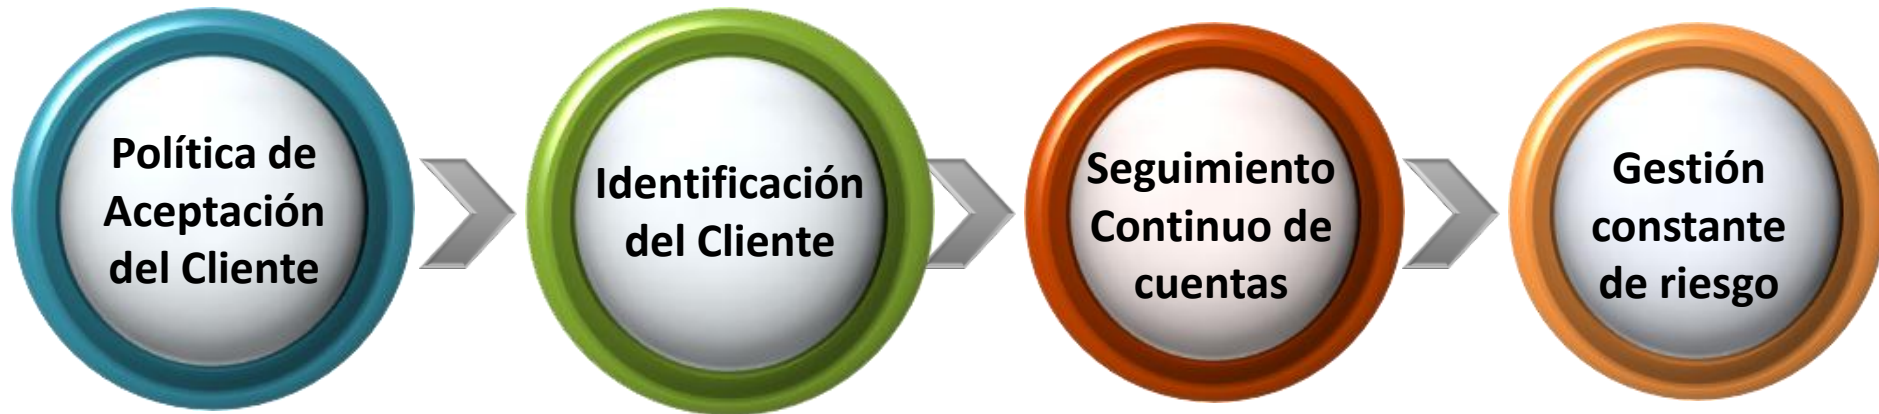 Política de
Aceptación
del Cliente
Identificación
del Cliente
Seguimiento
Continuo de
cuentas
Gestión
constante
de riesgo